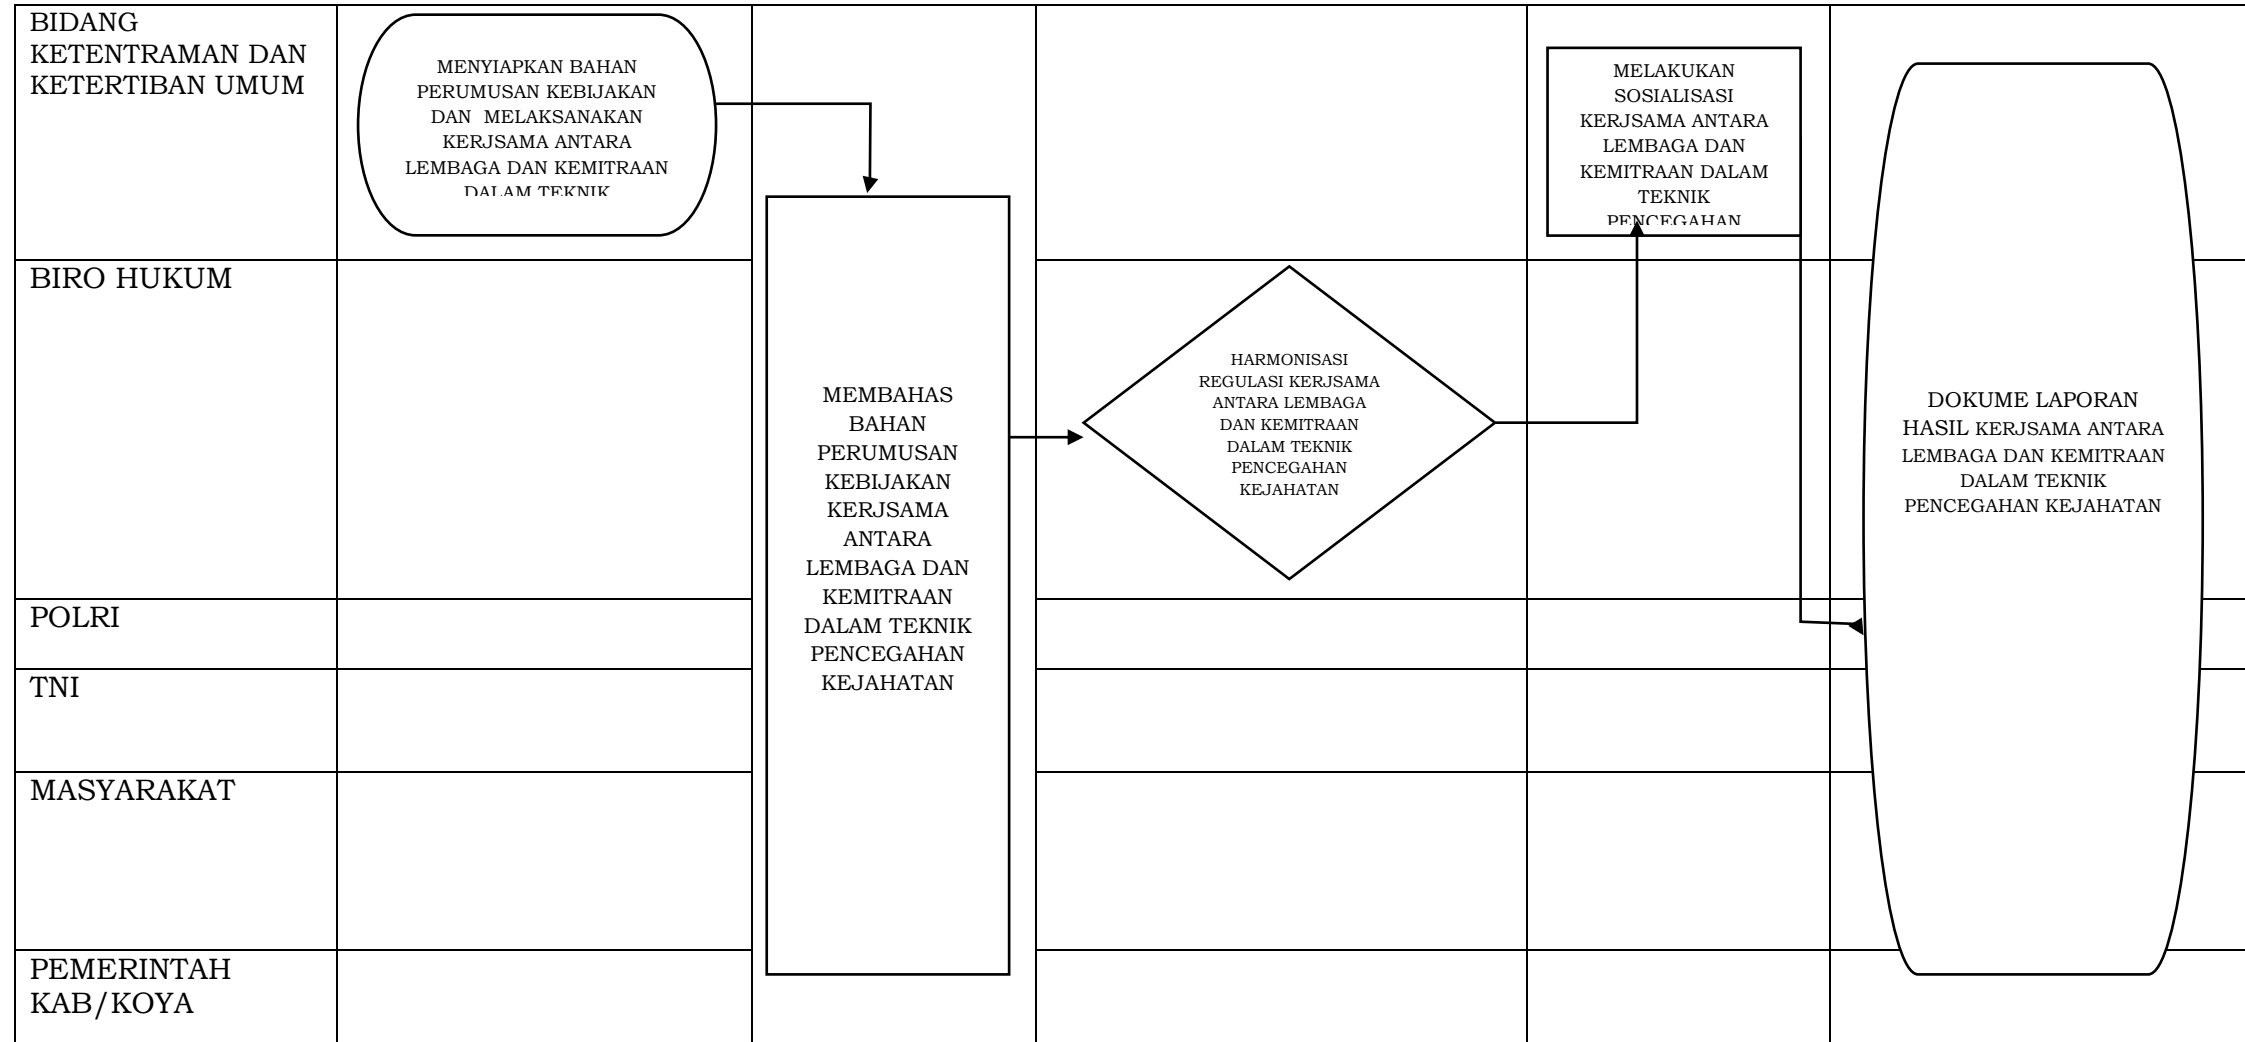 BIDANG
KETENTRAMAN DAN
KETERTIBAN UMUM
MENYIAPKAN BAHAN
PERUMUSAN KEBIJAKAN
DAN MELAKSANAKAN
KERJSAMA ANTARA
LEMBAGA DAN KEMITRAAN
DALAM TEKNIK
MELAKUKAN
SOSIALISASI
KERJSAMA ANTARA
LEMBAGA DAN
KEMITRAAN DALAM
TEKNIK
PENCEGAHAN
BIRO HUKUM
MEMBAHAS
BAHAN
PERUMUSAN
KEBIJAKAN
KERJSAMA
ANTARA
LEMBAGA DAN
KEMITRAAN
DALAM TEKNIK
PENCEGAHAN
KEJAHATAN
HARMONISASI
REGULASI KERJSAMA
ANTARA LEMBAGA
DAN KEMITRAAN
DALAM TEKNIK
PENCEGAHAN
KEJAHATAN
DOKUME LAPORAN
HASIL KERJSAMA ANTARA
LEMBAGA DAN KEMITRAAN
DALAM TEKNIK
PENCEGAHAN KEJAHATAN
POLRI
TNI
MASYARAKAT
PEMERINTAH
KAB/KOYA